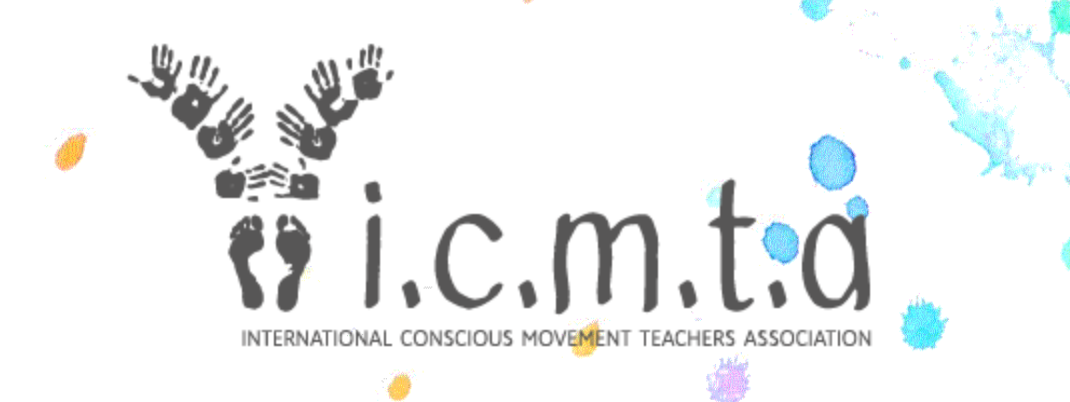 i.c.m.t.a
INTERNATIONAL CONSCIOUS MOVEMENT TEACHERS ASSOCIATION